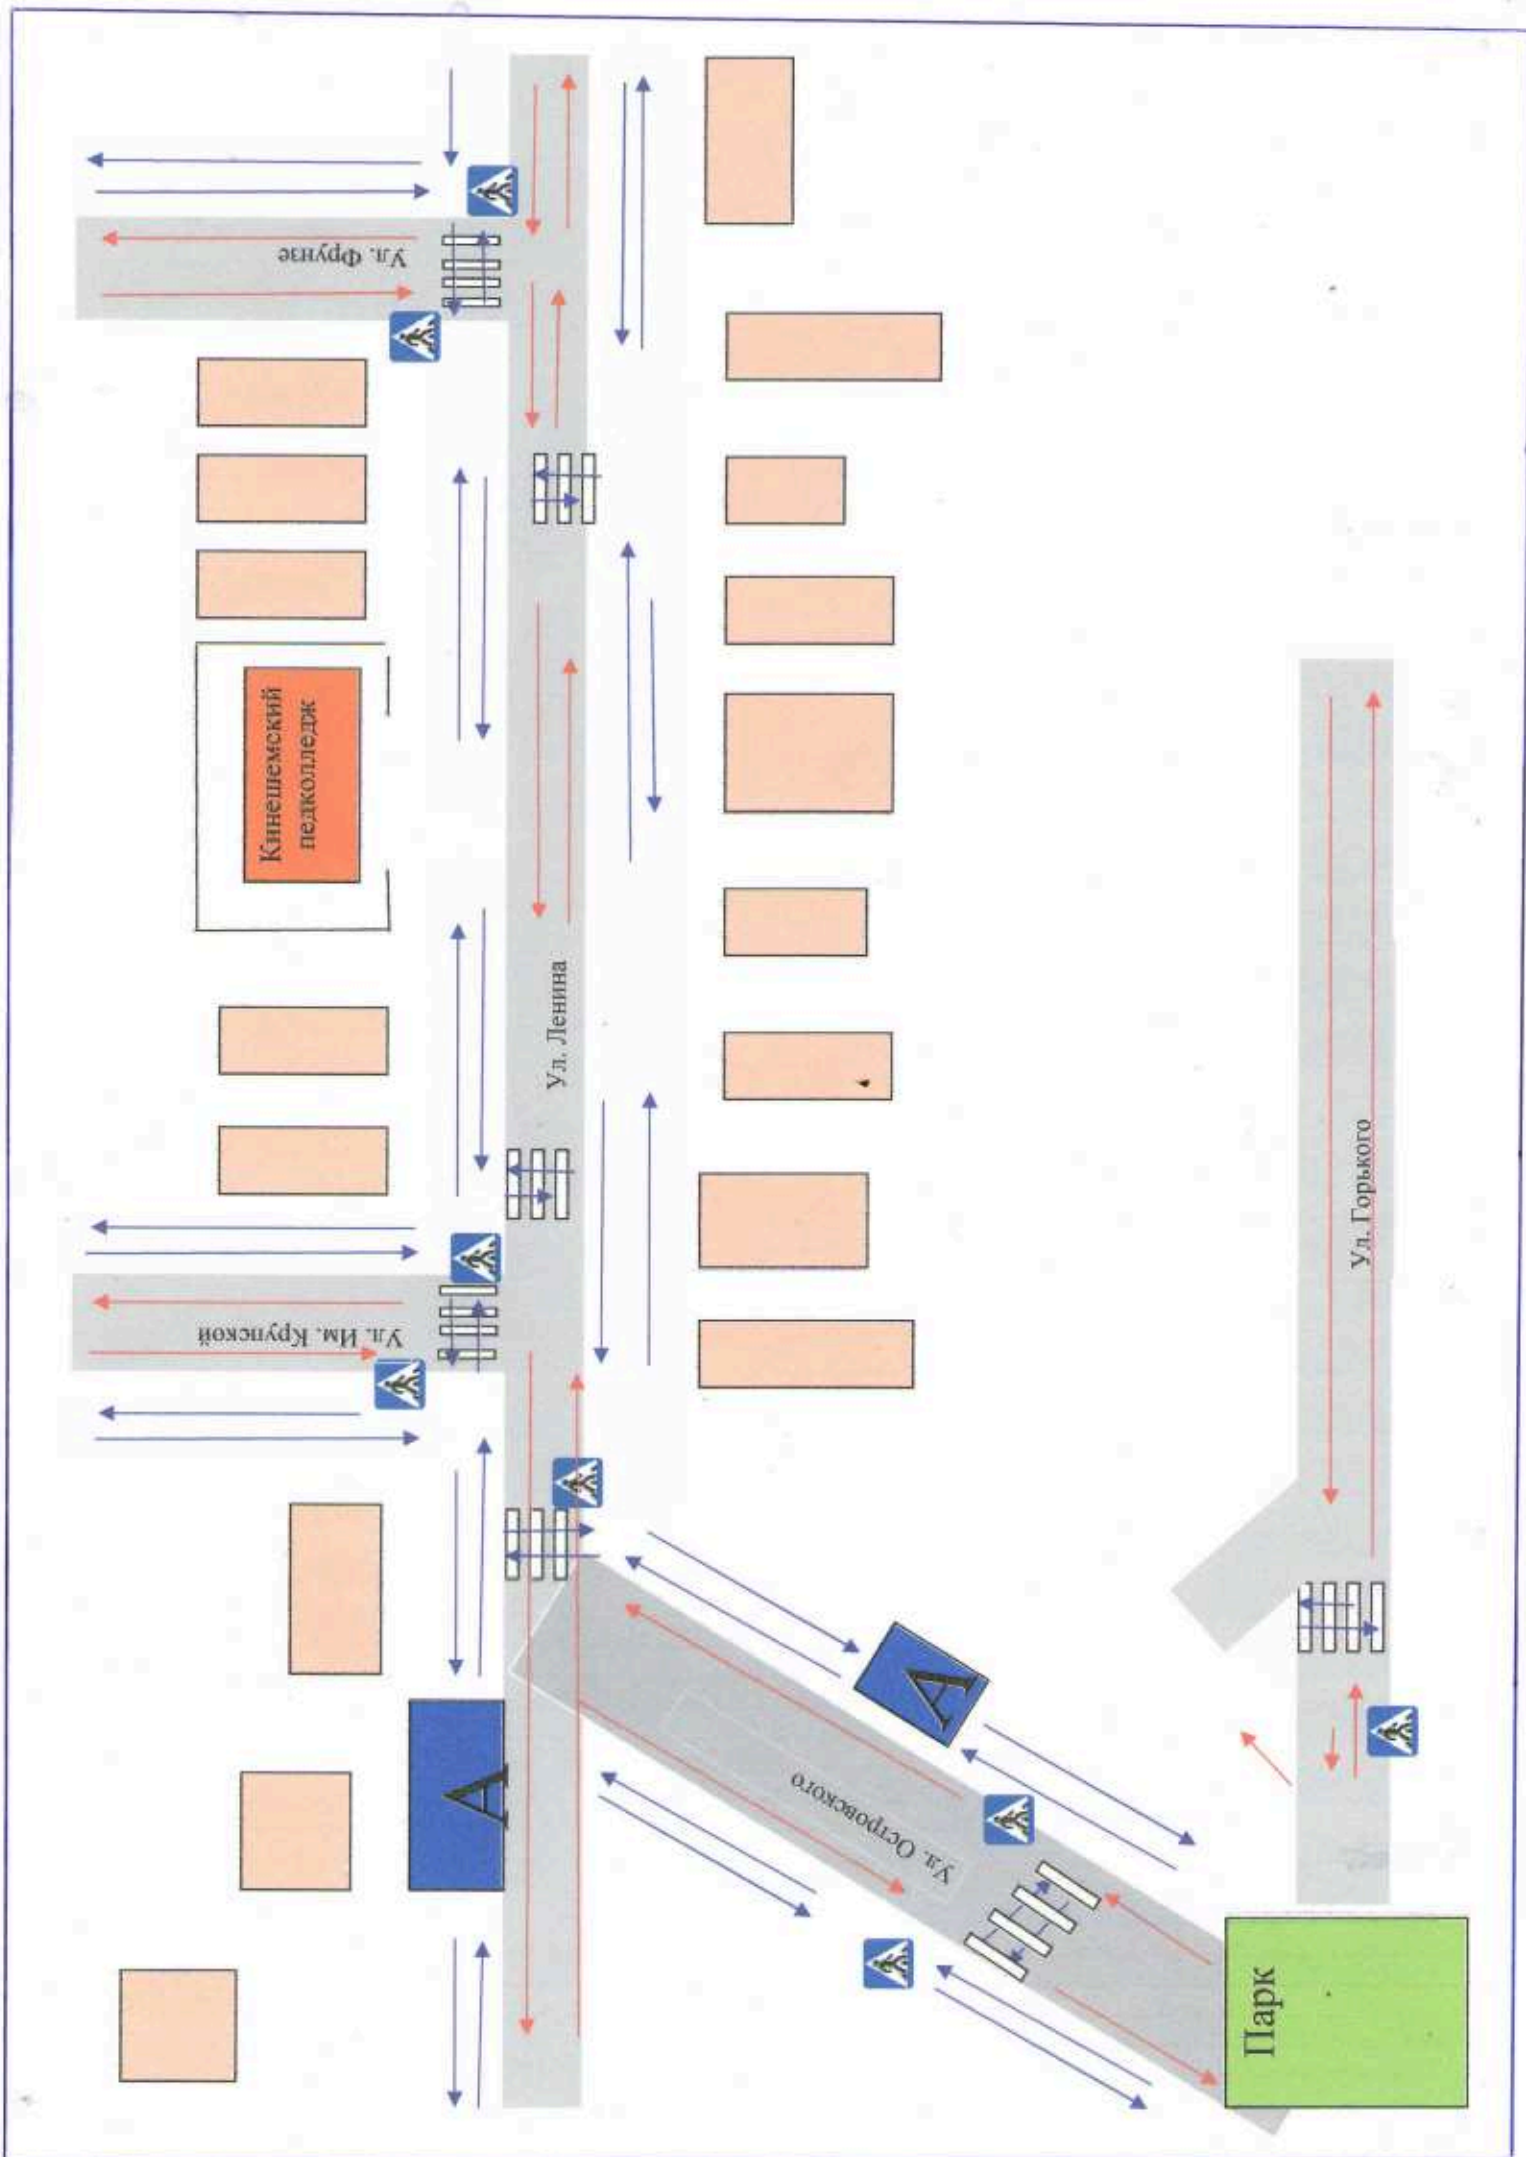 Ул. Фрунзе
Кинешемский
педколледж
Ул. Ленина
Ул. Им. Крупской
А
А
Ул. Островского
Ул. Горького
Парк